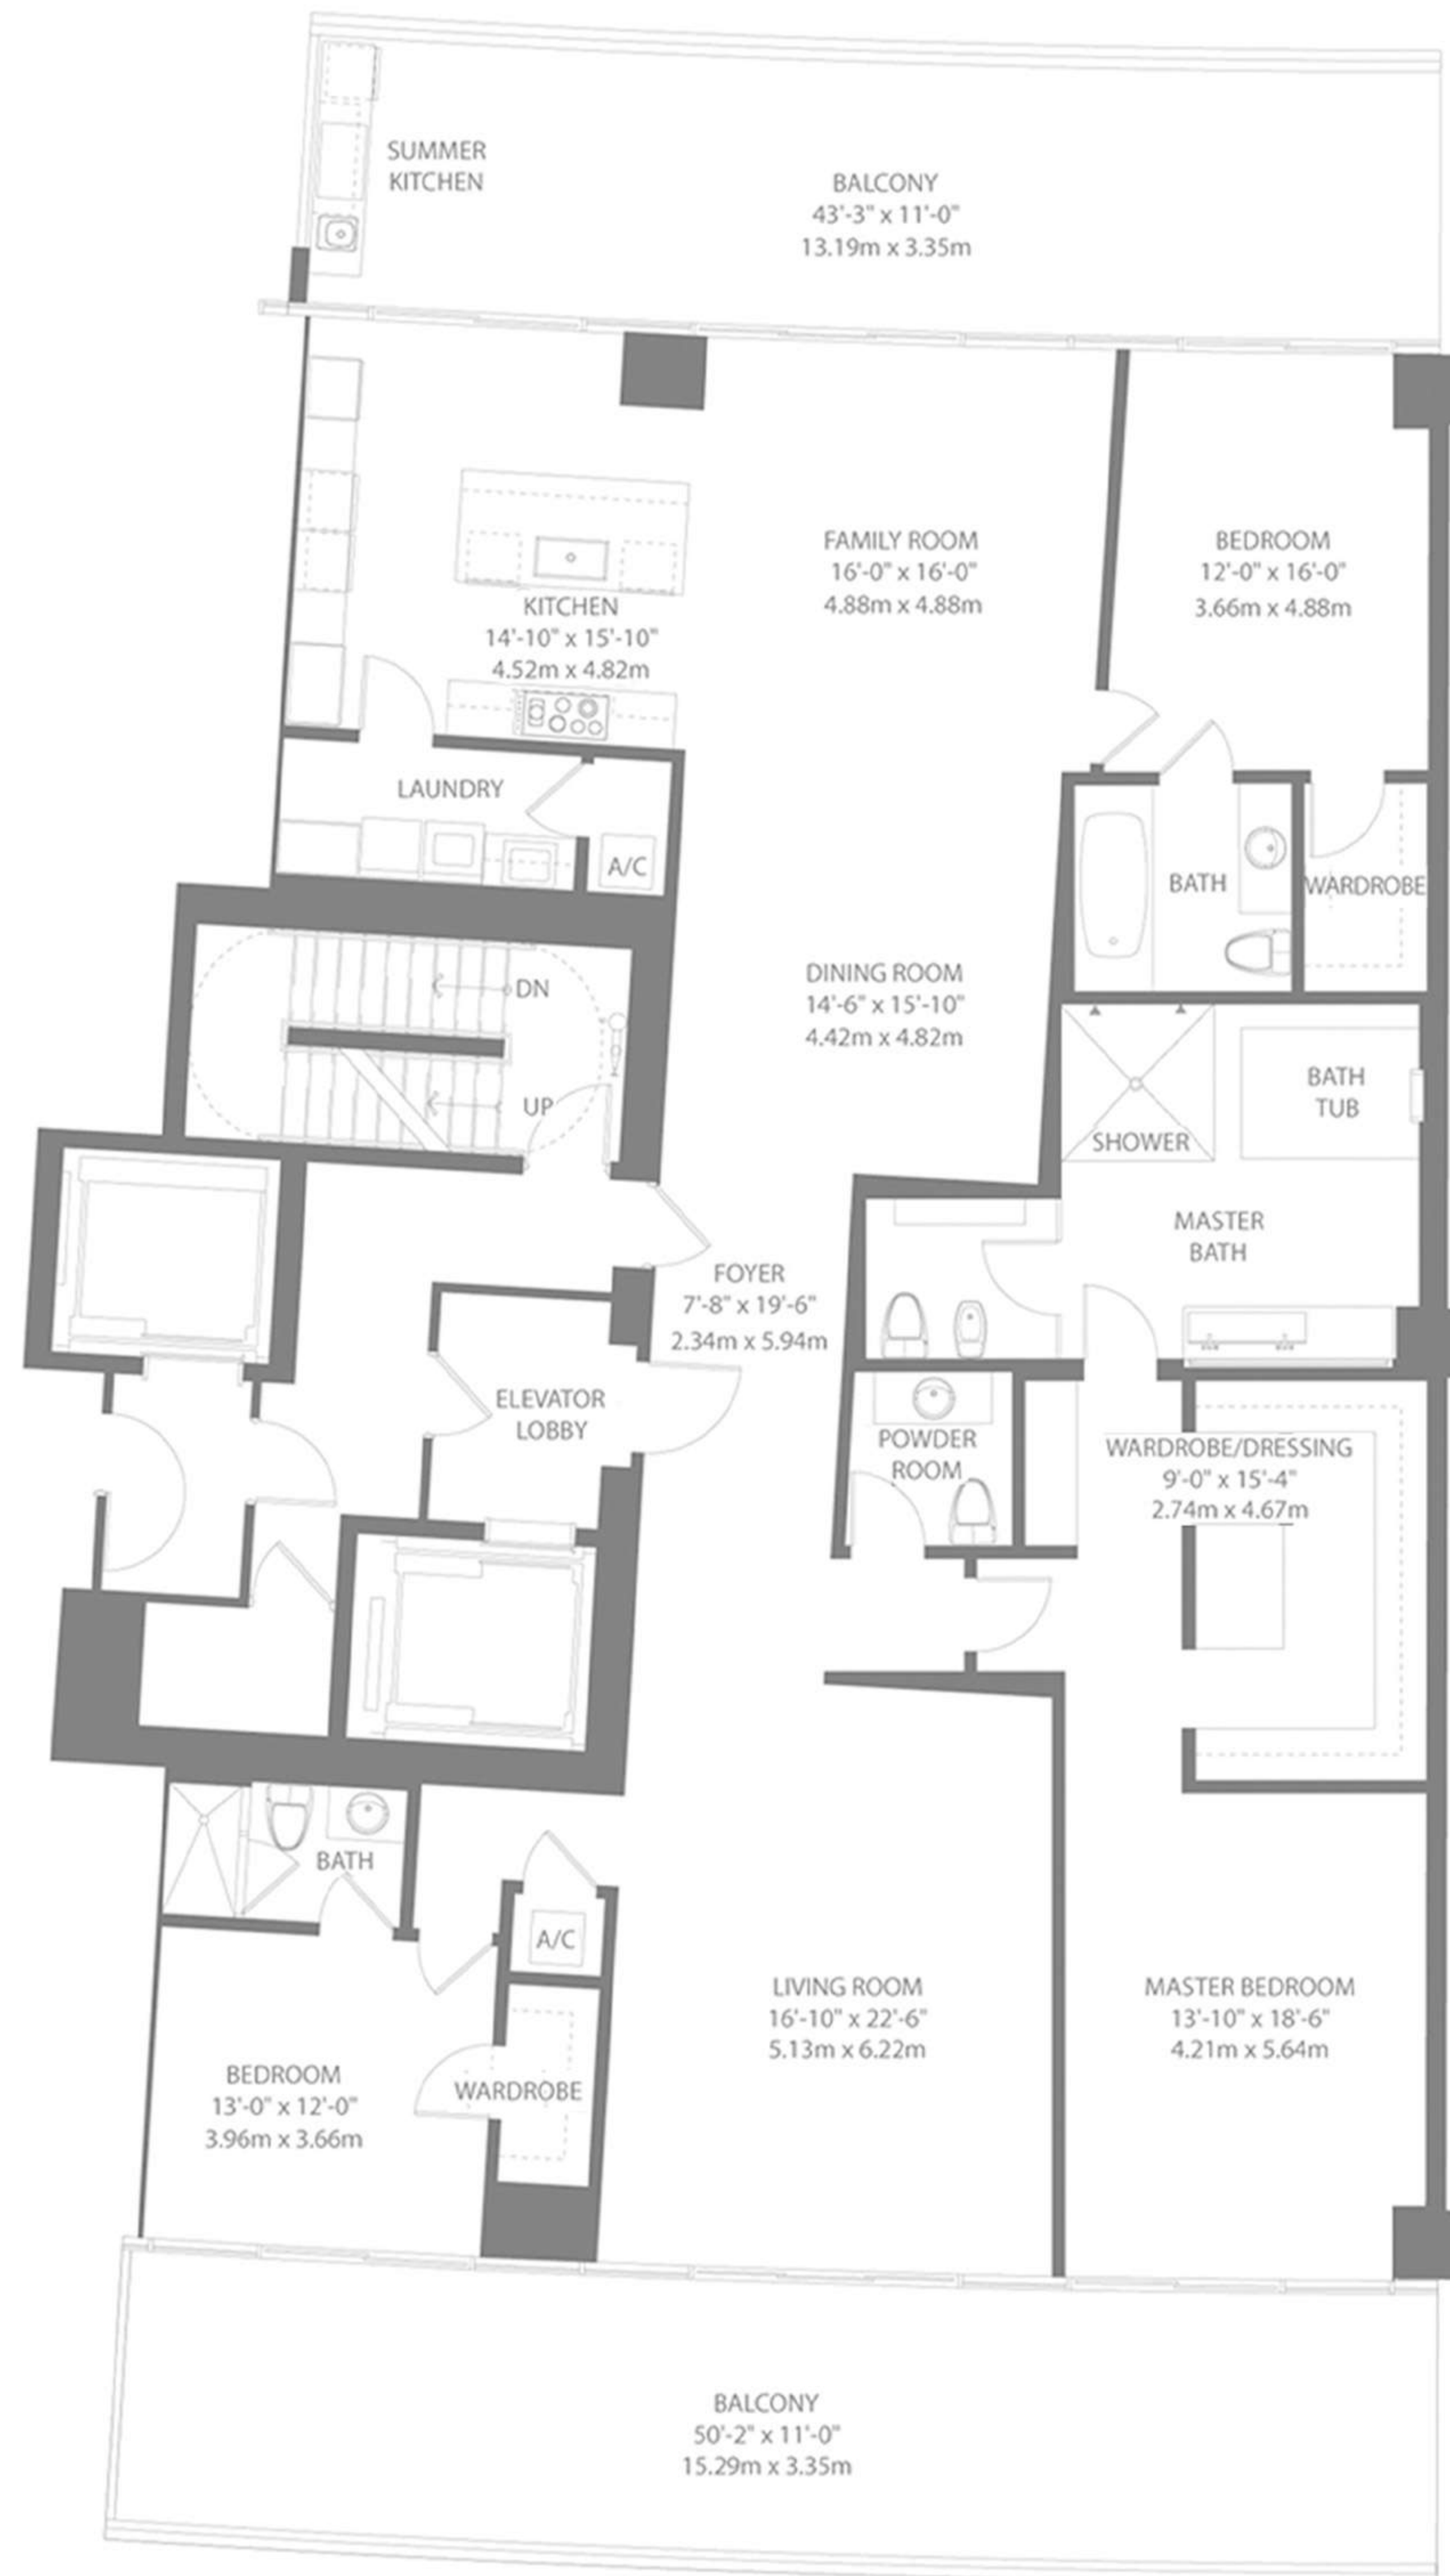 SUMMER
KITCHEN
BALCONY
43'-3" x 11'-0"
13.19m x 3.35m
FAMILY ROOM
16'-0" x 16'-0"
4.88m x 4.88m
BEDROOM
12'-0" x 16'-0"
3.66m x 4.88m
KITCHEN
14'-10" x 15'-10"
4.52m x 4.82m
LAUNDRY
A/C
BATH
WARDROBE
DN
DINING ROOM
14'-6" x 15'-10"
4.42m x 4.82m
UP
BATH
TUB
SHOWER
MASTER
BATH
FOYER
7'-8" x 19'-6"
2.34m x 5.94m
ELEVATOR
LOBBY
POWDER
ROOM
WARDROBE/DRESSING
9'-0" x 15'-4"
2.74m x 4.67m
BATH
A/C
LIVING ROOM
16'-10" x 22'-6"
5.13m x 6.22m
MASTER BEDROOM
13'-10" x 18'-6"
4.21m x 5.64m
BEDROOM
13'-0" x 12'-0"
3.96m x 3.66m
WARDROBE
BALCONY
50'-2" x 11'-0"
15.29m x 3.35m